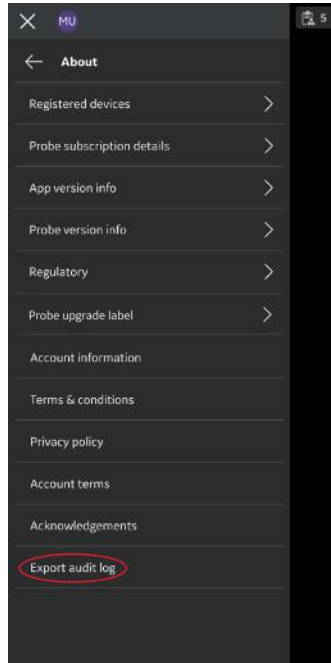 MU
5
About
Registered devices
Probe subscription details
App version info
Probe version info
Regulatory
Probe upgrade label
Account information
Terms & conditions
Privacy policy
Account terms
Acknowledgements
Export audit log